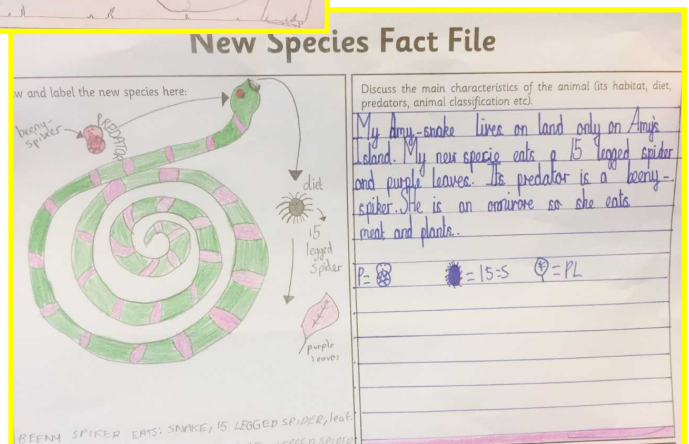 New Species Fact File
w and label the new species here:
beeny-
spider
PREDATOR
diet
15
legged
spider
purple
leaves
BEENY SPIKER EATS: SNAKE, 15 LEGGED SPIDER, leaf.
LEGGED SPIDER
Discuss the main characteristics of the animal (its habitat, diet,
predators, animal classification etc).
My Amy-snake lives on land only on Amy's
Island. My new specie eats a 15 legged spider
and purple leaves. Its predator is a beeny-
spiker. She is an omnivore so she eats
meat and plants..
P=
= 15=S
= PL